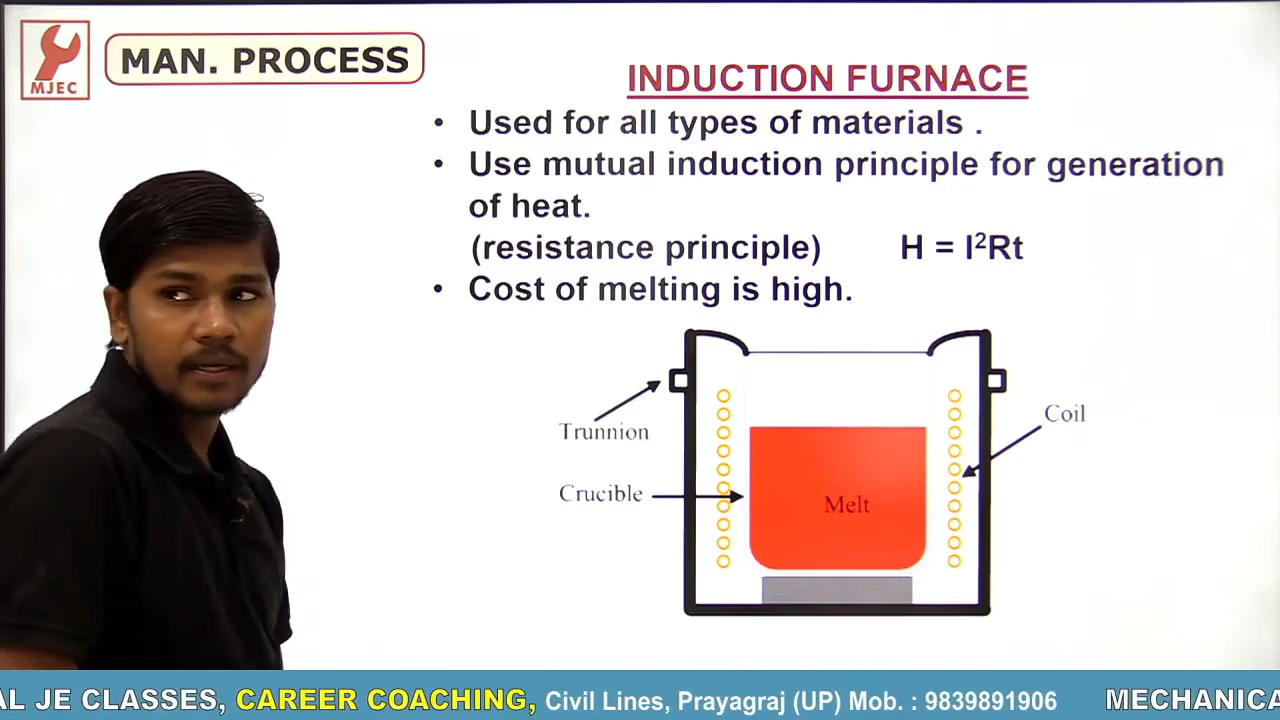 MJEC
MAN. PROCESS
INDUCTION FURNACE
• Used for all types of materials .
• Use mutual induction principle for generation
of heat.
(resistance principle) H = I²Rt
• Cost of melting is high.
Trunnion
Coil
Crucible
Melt
AL JE CLASSES, CAREER COACHING, Civil Lines, Prayagraj (UP) Mob. : 9839891906 MECHANICA